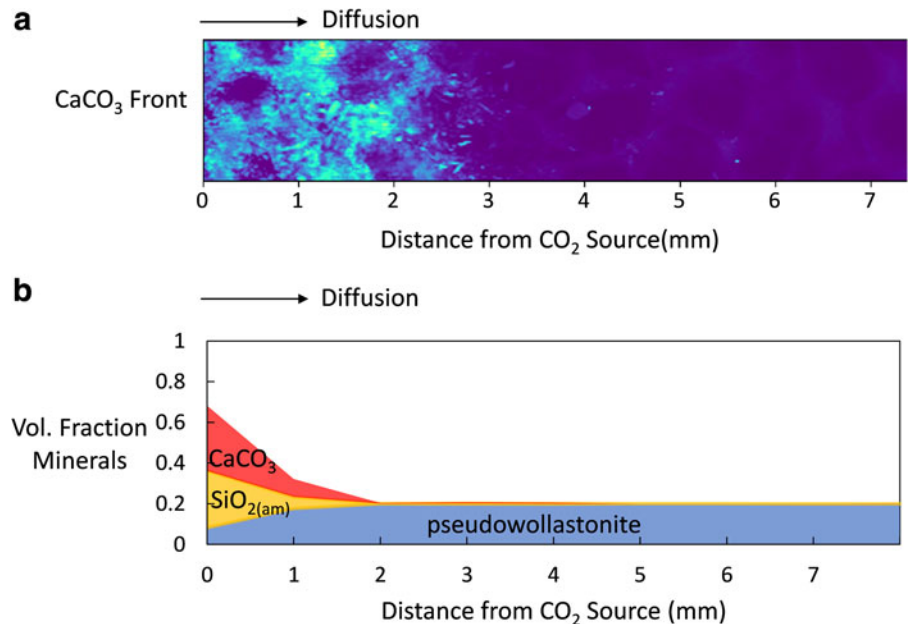 a
Diffusion
CaCO₃ Front
0 1 2 3 4 5 6 7
Distance from CO₂ Source(mm)
b
Diffusion
1
0.8
0.6
0.4
0.2
0
Vol. Fraction
Minerals
CaCO₃
SiO₂(am)
pseudowollastonite
0 1 2 3 4 5 6 7
Distance from CO₂ Source (mm)